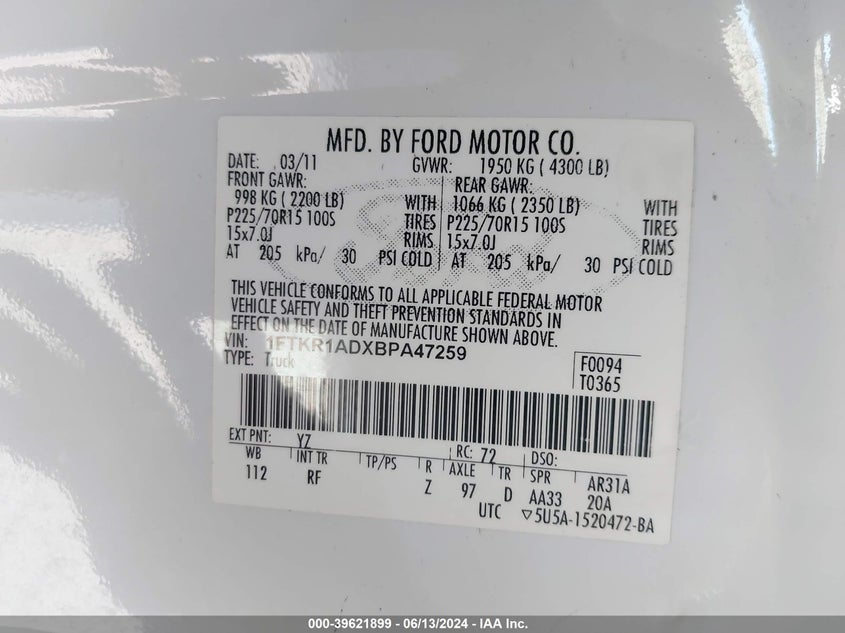 MFD. BY FORD MOTOR CO.
DATE: 03/11 GVWR: 1950 KG ( 4300 LB)
FRONT GAWR: REAR GAWR:
998 KG ( 2200 LB) WITH 1066 KG ( 2350 LB) WITH
P225/70R15 100S TIRES P225/70R15 100S TIRES
15x7.0J RIMS 15x7.0J RIMS
AT 205 kPa/ 30 PSI COLD AT 205 kPa/ 30 PSI COLD
Ford
THIS VEHICLE CONFORMS TO ALL APPLICABLE FEDERAL MOTOR
VEHICLE SAFETY AND THEFT PREVENTION STANDARDS IN
EFFECT ON THE DATE OF MANUFACTURE SHOWN ABOVE.
VIN: 1FTKR1ADXBPA47259
TYPE: Truck
F0094
T0365
EXT PNT: YZ RC: 72 DSO:
WB INT TR TP/PS R AXLE TR SPR AR31A
112 RF Z 97 D AA33 20A
UTC ▽5U5A-1520472-BA
000-39621899 - 06/13/2024 - IAA Inc.